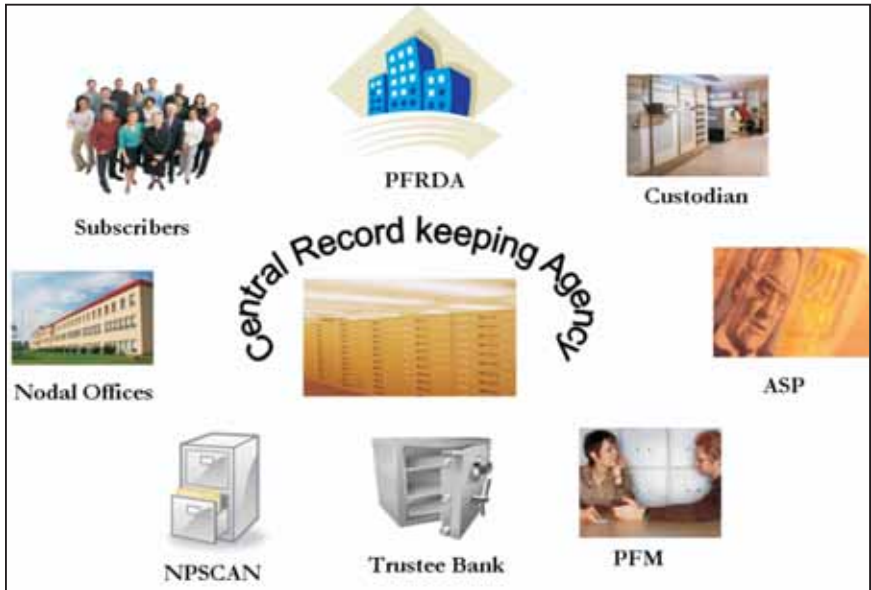 PFRDA
Custodian
Subscribers
Central Record keeping Agency
Nodal Offices
ASP
NPSCAN
Trustee Bank
PFM